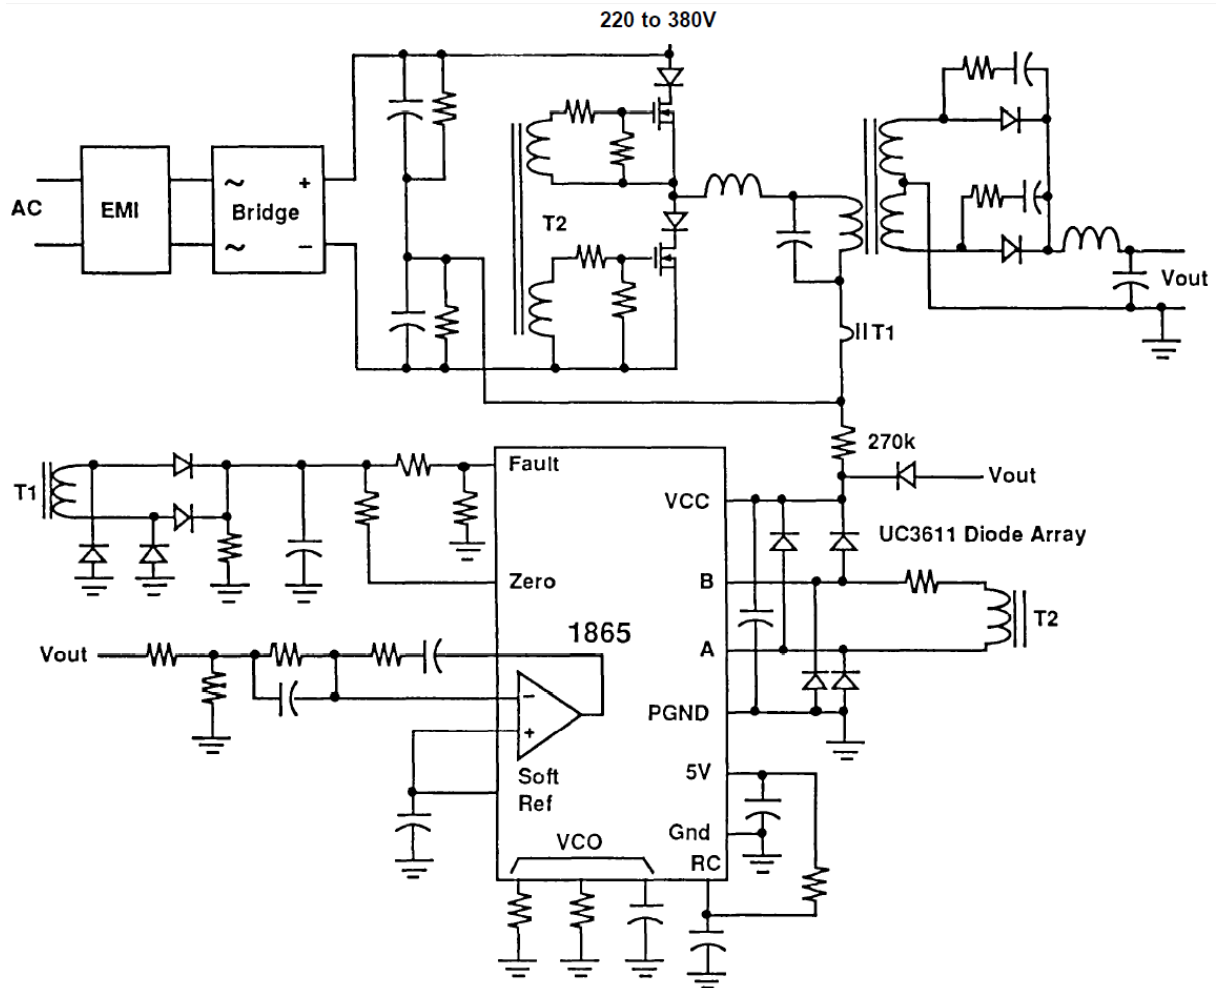 220 to 380V
AC
EMI
~ +
Bridge
~ −
T2
Vout
T1
270k
Vout
T1
Fault
VCC
UC3611 Diode Array
Zero
B
T2
1865
A
Vout
−
PGND
+
5V
Soft
Ref
Gnd
VCO
RC